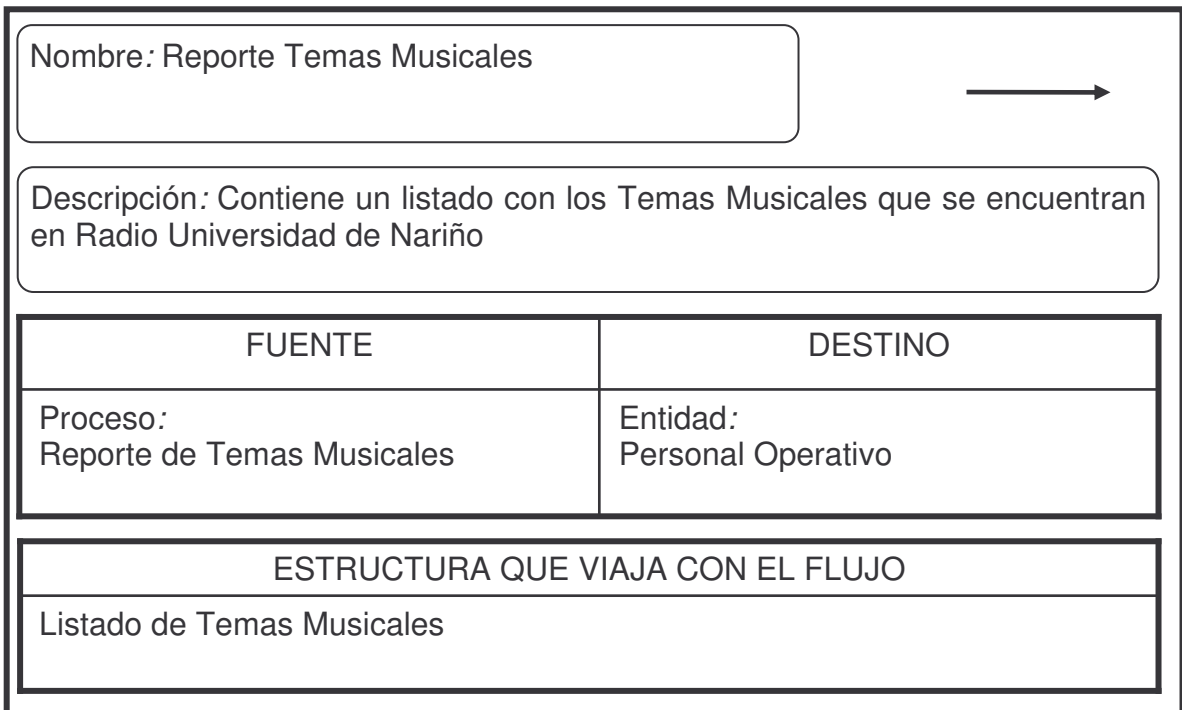 Nombre: Reporte Temas Musicales
Descripción: Contiene un listado con los Temas Musicales que se encuentran
en Radio Universidad de Nariño
FUENTE
DESTINO
Proceso:
Reporte de Temas Musicales
Entidad:
Personal Operativo
ESTRUCTURA QUE VIAJA CON EL FLUJO
Listado de Temas Musicales